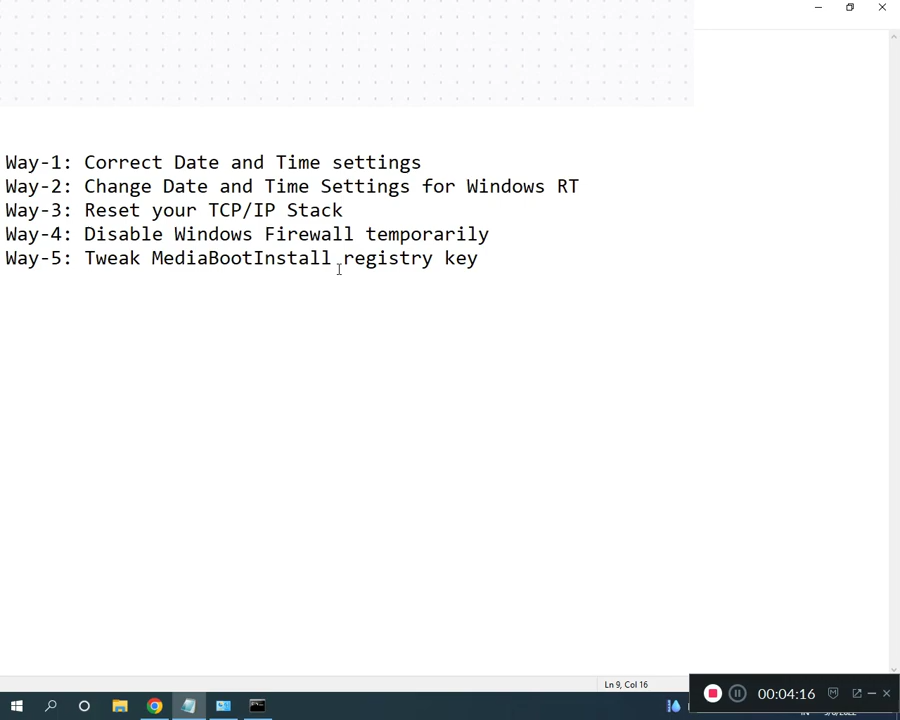 Way-1: Correct Date and Time settings
Way-2: Change Date and Time Settings for Windows RT
Way-3: Reset your TCP/IP Stack
Way-4: Disable Windows Firewall temporarily
Way-5: Tweak MediaBootInstall registry key
Ln 9, Col 16
00:04:16